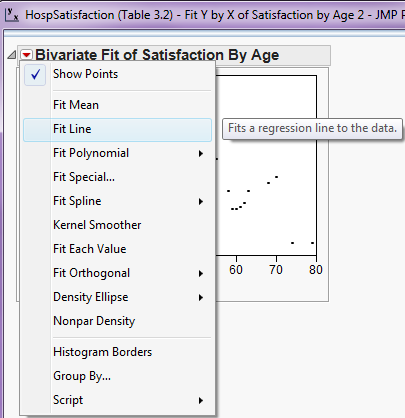 HospSatisfaction (Table 3.2) - Fit Y by X of Satisfaction by Age 2 - JMP
Bivariate Fit of Satisfaction By Age
Show Points
Fit Mean
Fit Line
Fits a regression line to the data.
Fit Polynomial
Fit Special...
Fit Spline
Kernel Smoother
Fit Each Value
Fit Orthogonal
60 70 80
Density Ellipse
Nonpar Density
Histogram Borders
Group By...
Script